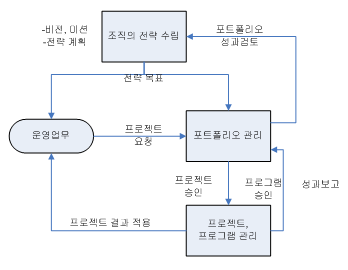 -비전, 미션
-전략 계획
조직의 전략 수립
포트폴리오
성과검토
전략 목표
운영업무
프로젝트
요청
포트폴리오 관리
프로젝트
승인
프로그램
승인
성과보고
프로젝트 결과 적용
프로젝트,
프로그램 관리